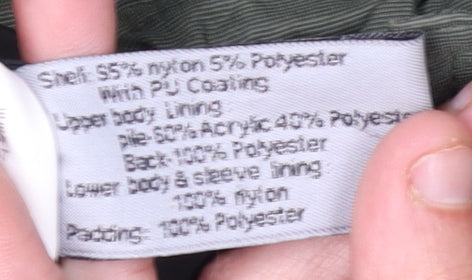 Shell: 95% nylon 5% Polyester
With PU Coating
Upper body Lining:
pile-60% Acrylic 40% Polyester
Back-100% Polyester
Lower body & sleeve lining:
100% nylon
Padding: 100% Polyester